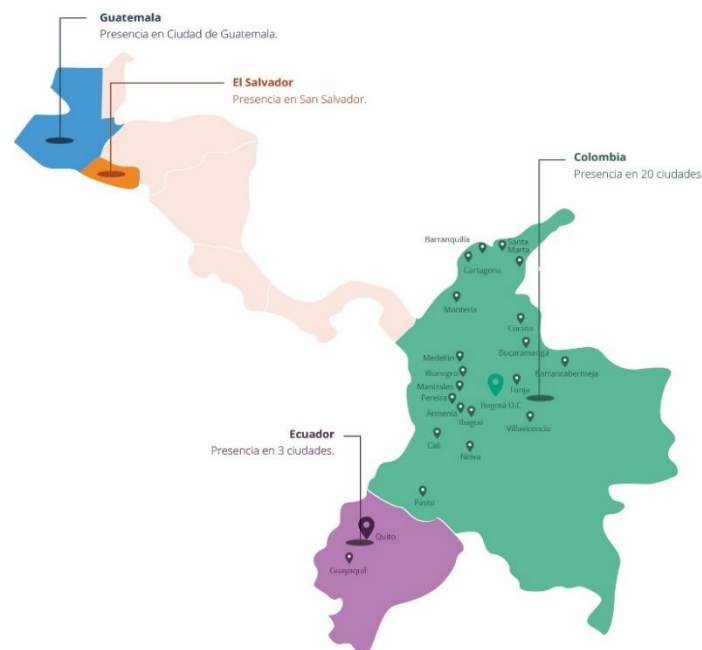 Guatemala
Presencia en Ciudad de Guatemala.
El Salvador
Presencia en San Salvador.
Colombia
Presencia en 20 ciudades
Barranquilla
Santa
Marta
Cartagena
Montería
Cúcuta
Bucaramanga
Barrancabermeja
Medellín
Rionegro
Manizales
Tunja
Pereira
Bogotá D.C
Armenia
Ibagué
Villavicencio
Cali
Neiva
Pasto
Ecuador
Presencia en 3 ciudades.
Quito
Guayaquil